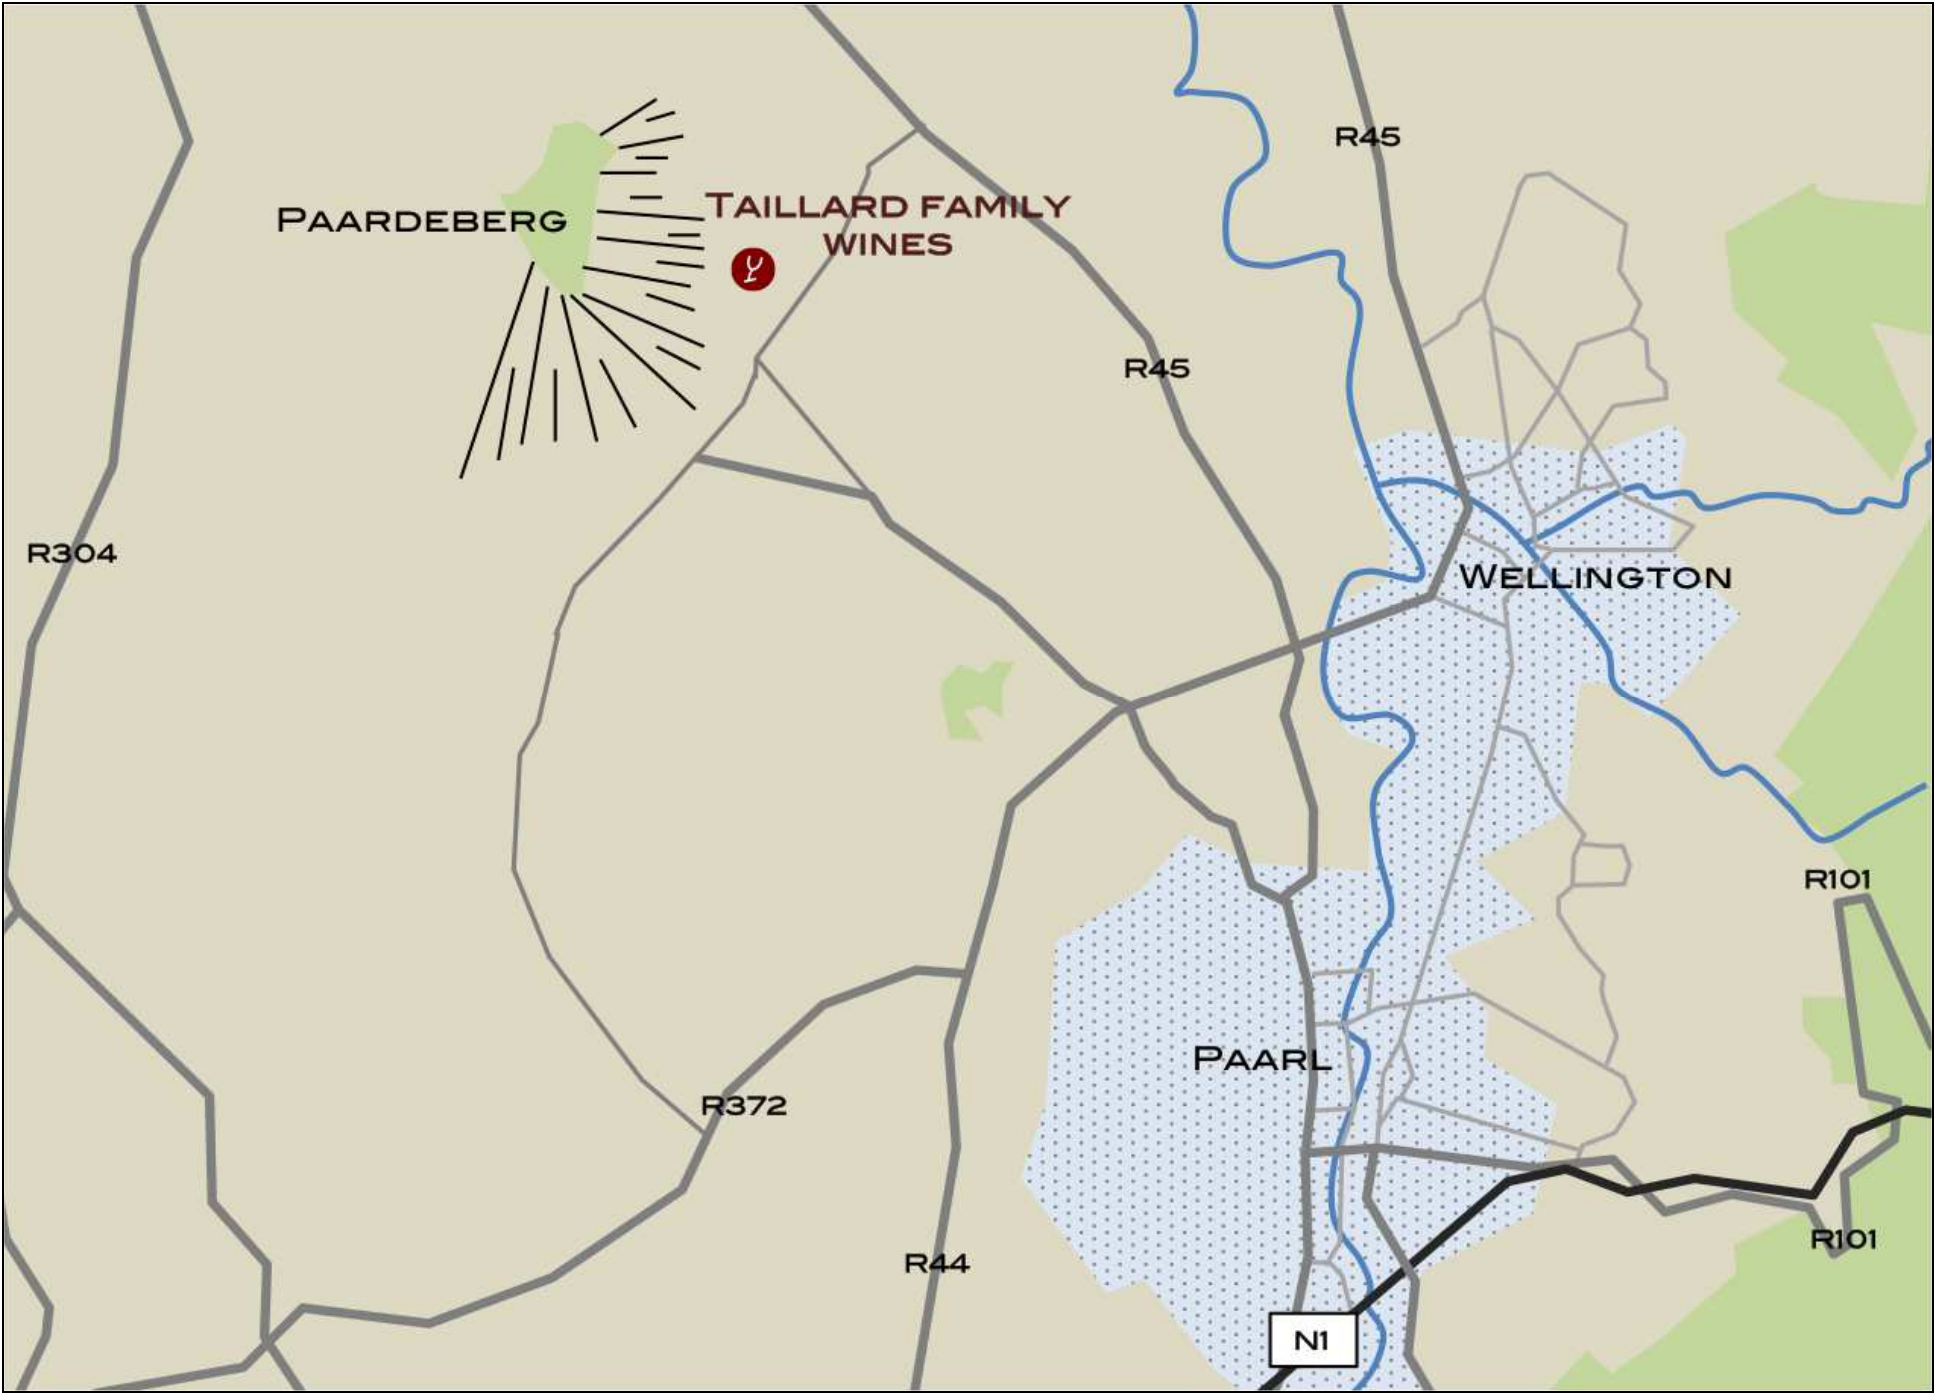 R45
TAILLARD FAMILY
WINES
PAARDEBERG
R45
R304
WELLINGTON
R101
PAARL
R372
R101
R44
N1